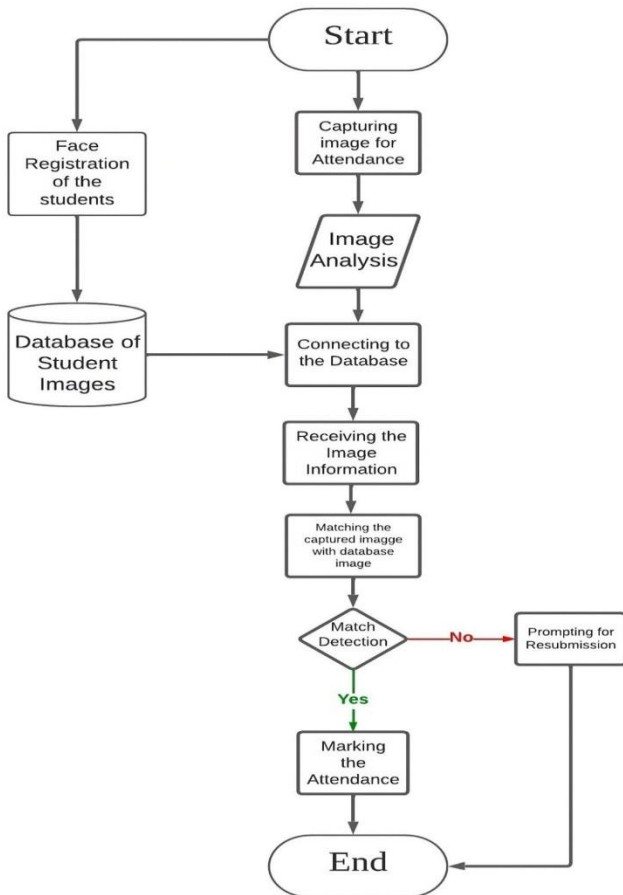 Start
Capturing
image for
Attendance
Face
Registration
of the
students
Image
Analysis
Database of
Student
Images
Connecting to
the Database
Receiving the
Image
Information
Matching the
captured imagge
with database
image
Match
Detection
No
Prompting for
Resubmission
Yes
Marking
the
Attendance
End